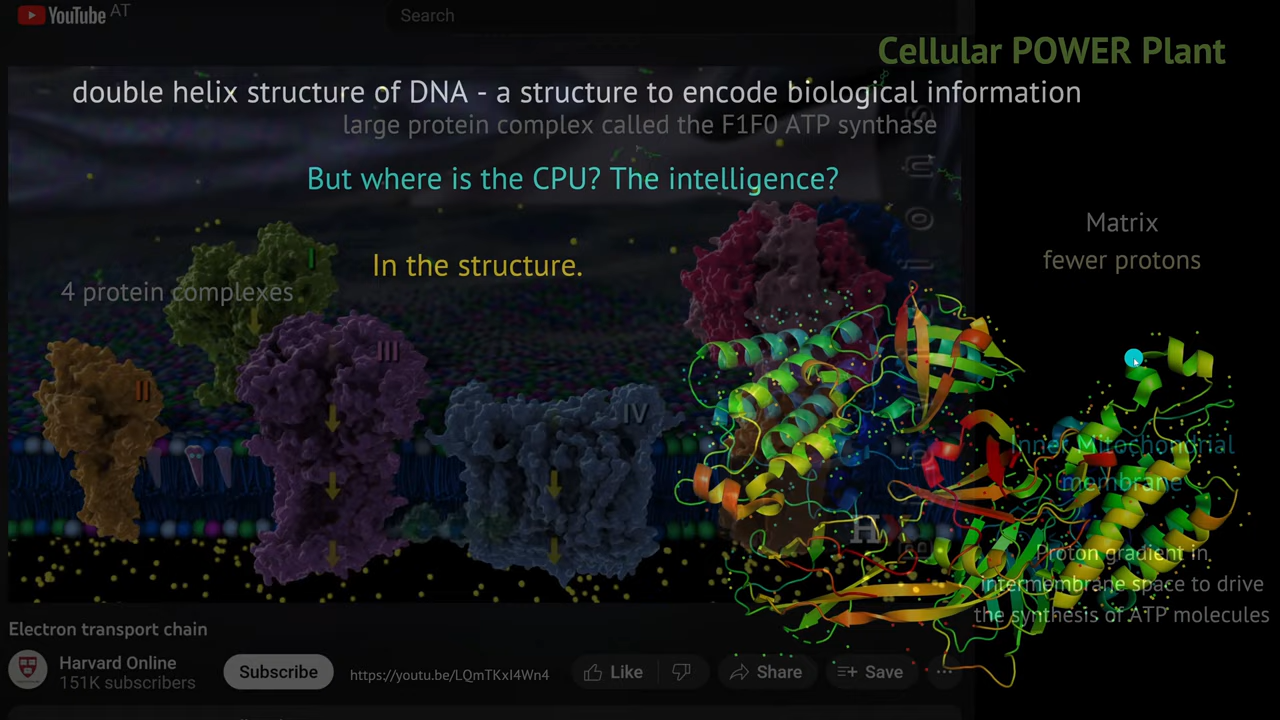 YouTube AT
Search
Cellular POWER Plant
double helix structure of DNA - a structure to encode biological information
large protein complex called the F1F0 ATP synthase
But where is the CPU? The intelligence?
Matrix
fewer protons
In the structure.
4 protein complexes
I
II
III
IV
Inner Mitochondrial
membrane
Proton gradient in
intermembrane space to drive
the synthesis of ATP molecules
Electron transport chain
Harvard Online
151K subscribers
Subscribe
https://youtu.be/LQmTKxI4Wn4
Like
Share
Save